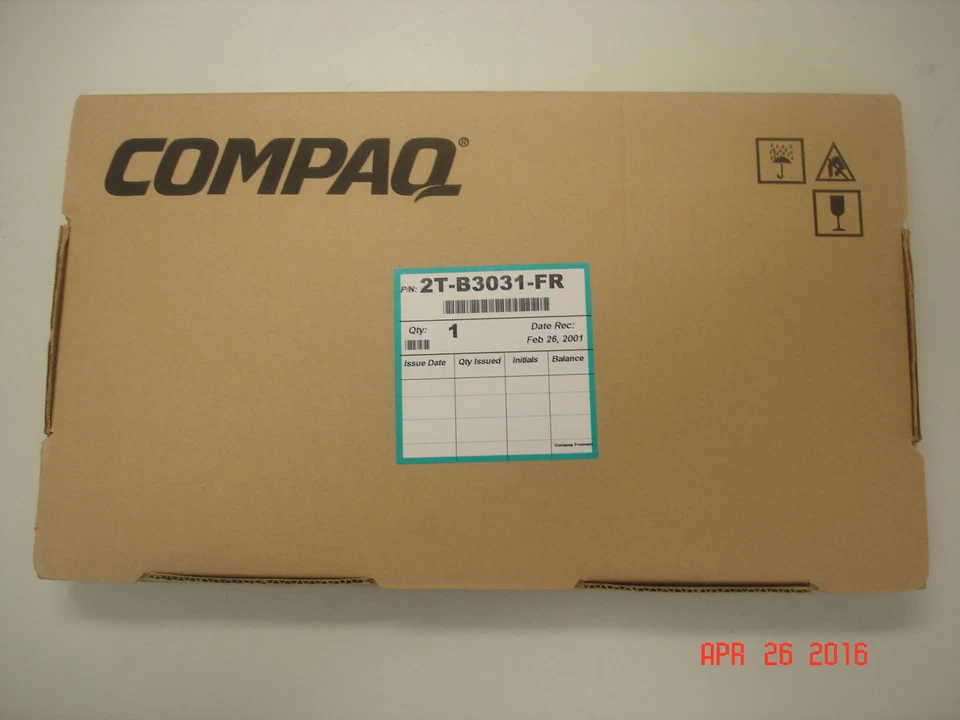 COMPAQ®
P/N: 2T-B3031-FR
Qty: 1 Date Rec:
Feb 26, 2001
Issue Date Qty Issued Initials Balance
Compaq
APR 26 2016